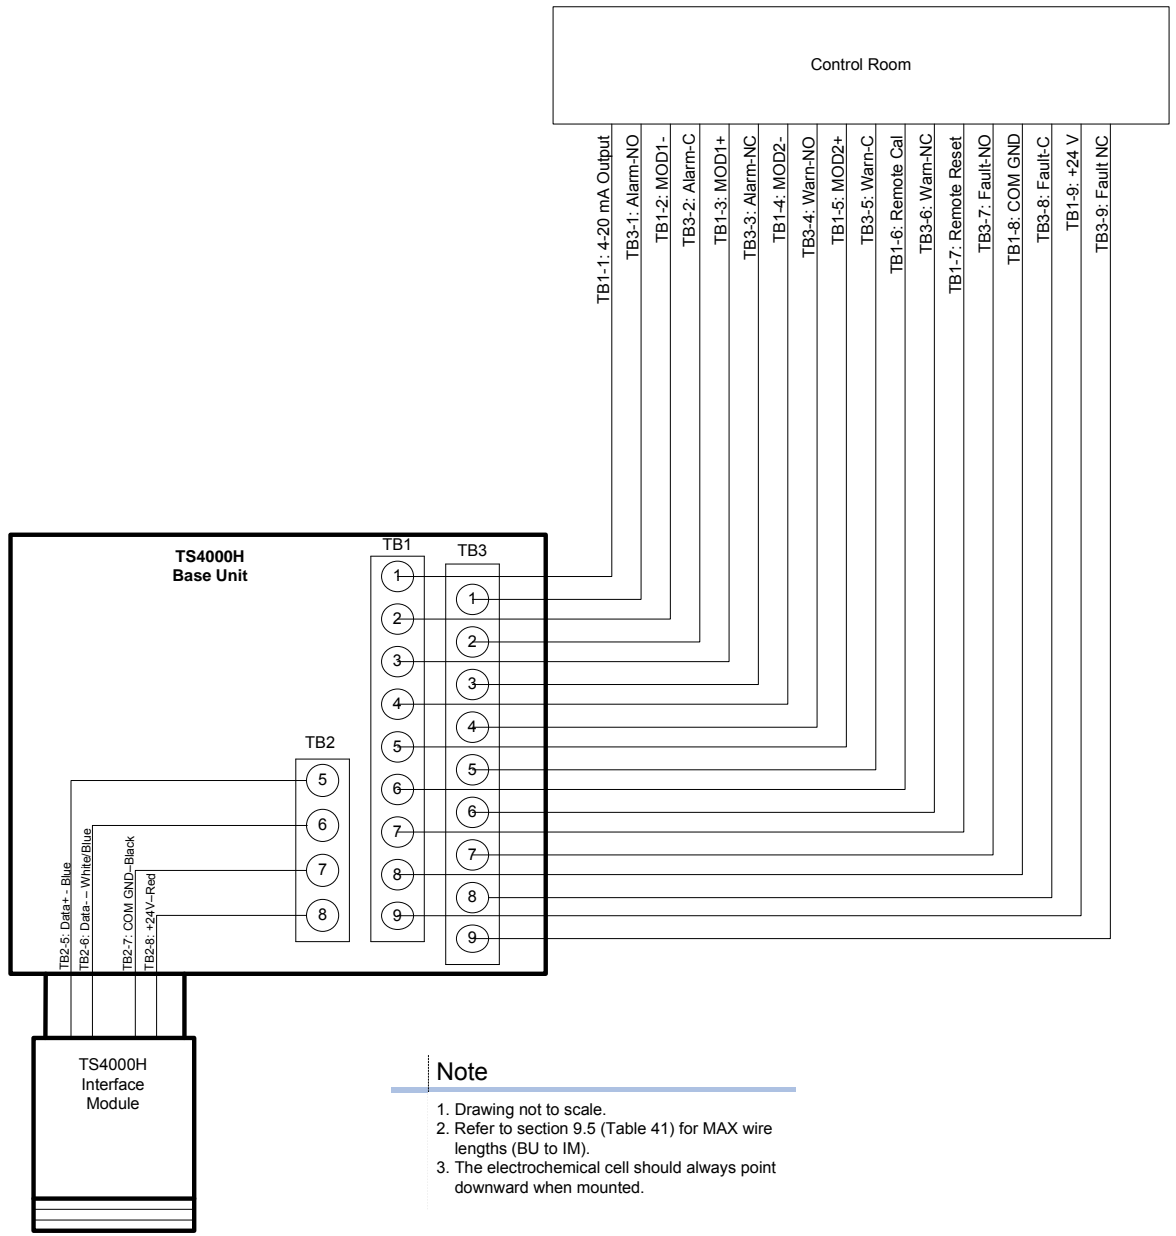 Control Room
TB1-1: 4-20 mA Output
TB3-1: Alarm-NO
TB1-2: MOD1-
TB3-2: Alarm-C
TB1-3: MOD1+
TB3-3: Alarm-NC
TB1-4: MOD2-
TB3-4: Warn-NO
TB1-5: MOD2+
TB3-5: Warn-C
TB1-6: Remote Cal
TB3-6: Warn-NC
TB1-7: Remote Reset
TB3-7: Fault-NO
TB1-8: COM GND
TB3-8: Fault-C
TB1-9: +24 V
TB3-9: Fault NC
TS4000H
Base Unit
TB1
1
2
3
4
5
6
7
8
9
TB3
1
2
3
4
5
6
7
8
9
TB2
5
6
7
8
TB2-5: Data+ - Blue
TB2-6: Data- – White/Blue
TB2-7: COM GND–Black
TB2-8: +24V–Red
TS4000H
Interface
Module
Note
1. Drawing not to scale.
2. Refer to section 9.5 (Table 41) for MAX wire
lengths (BU to IM).
3. The electrochemical cell should always point
downward when mounted.